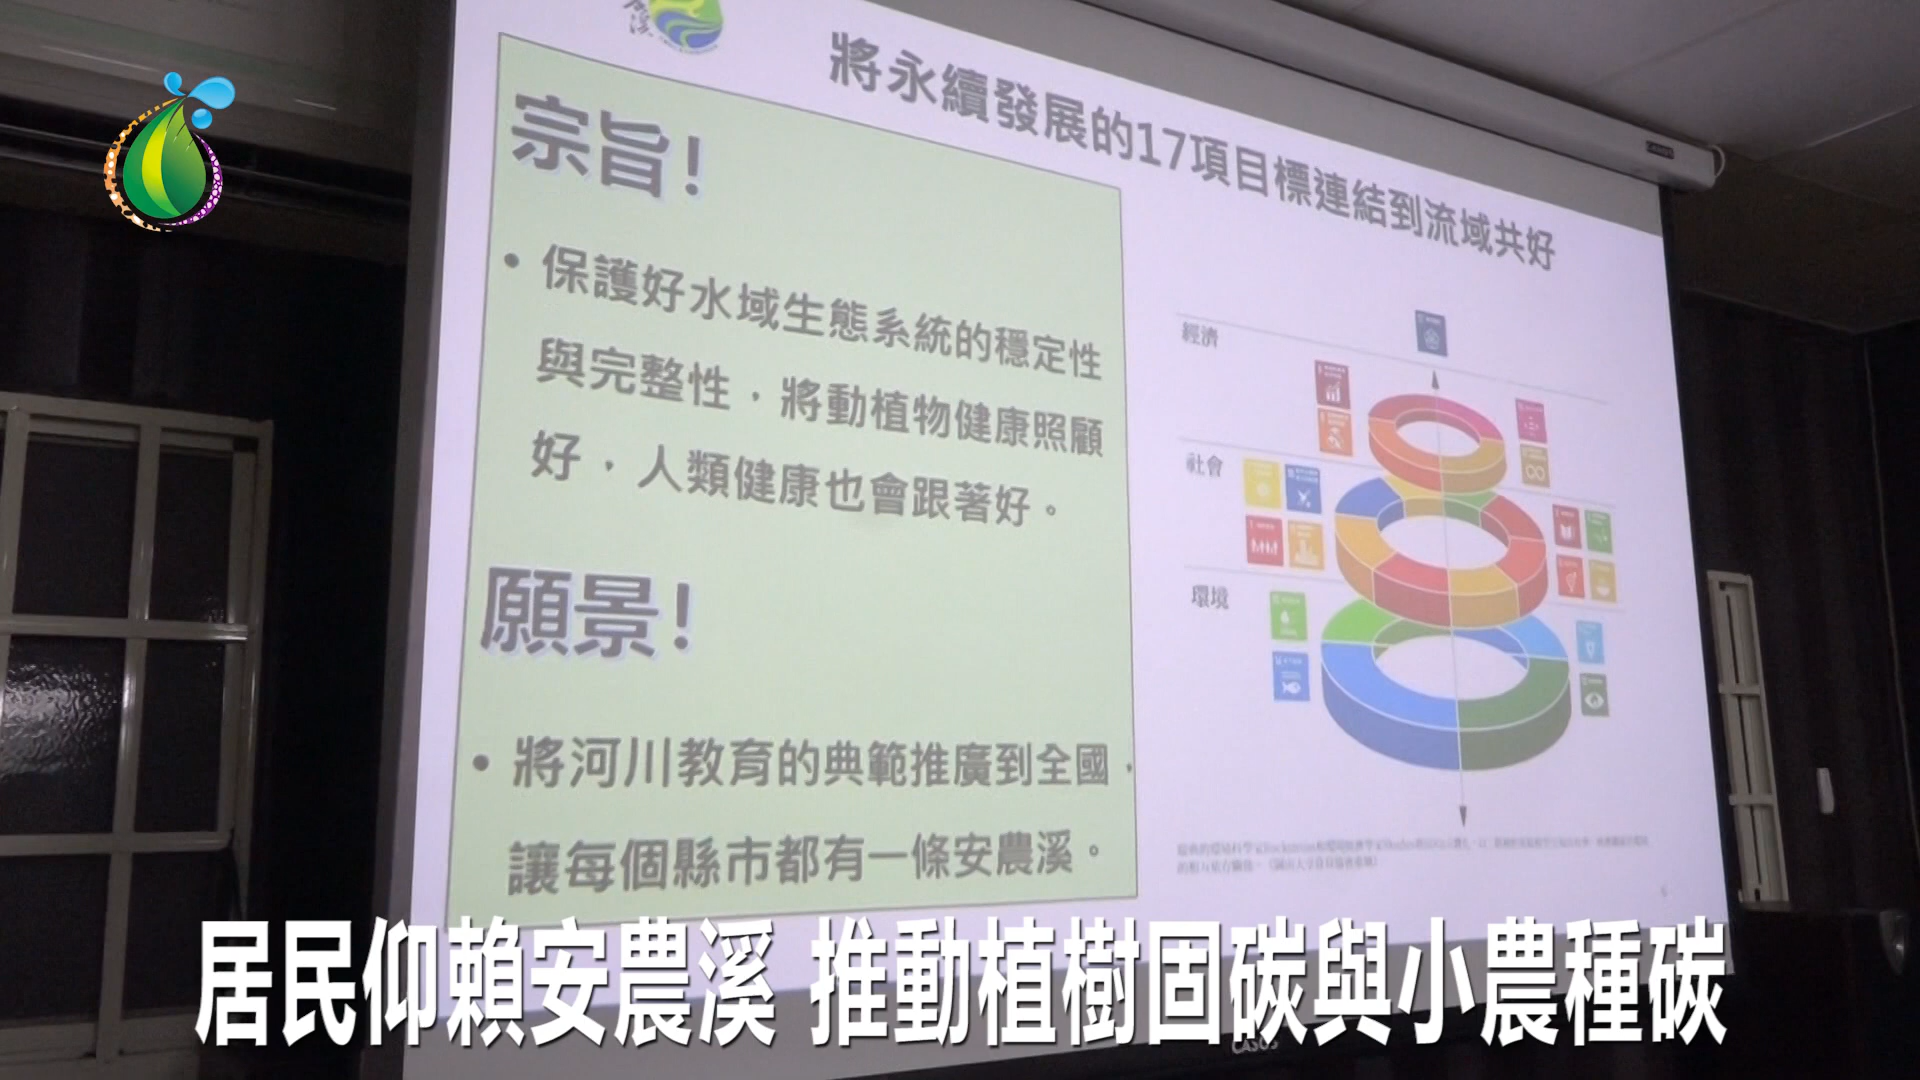 將永續發展的17項目標連結到流域共好
宗旨!
• 保護好水域生態系統的穩定性
與完整性，將動植物健康照顧
好，人類健康也會跟著好。
願景!
• 將河川教育的典範推廣到全國，
讓每個縣市都有一條安農溪。
經濟
社會
環境
居民仰賴安農溪 推動植樹固碳與小農種碳